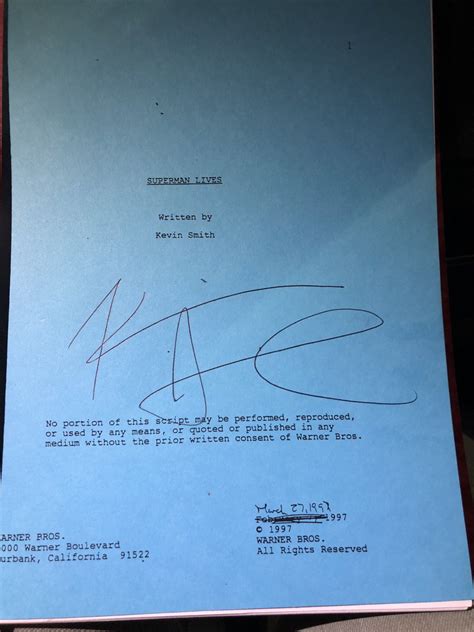 SUPERMAN LIVES
Written by
Kevin Smith
No portion of this script may be performed, reproduced,
or used by any means, or quoted or published in any
medium without the prior written consent of Warner Bros.
March 27, 1997
1997
© 1997
ARNER BROS.
WARNER BROS.
000 Warner Boulevard
All Rights Reserved
urbank, California 91522